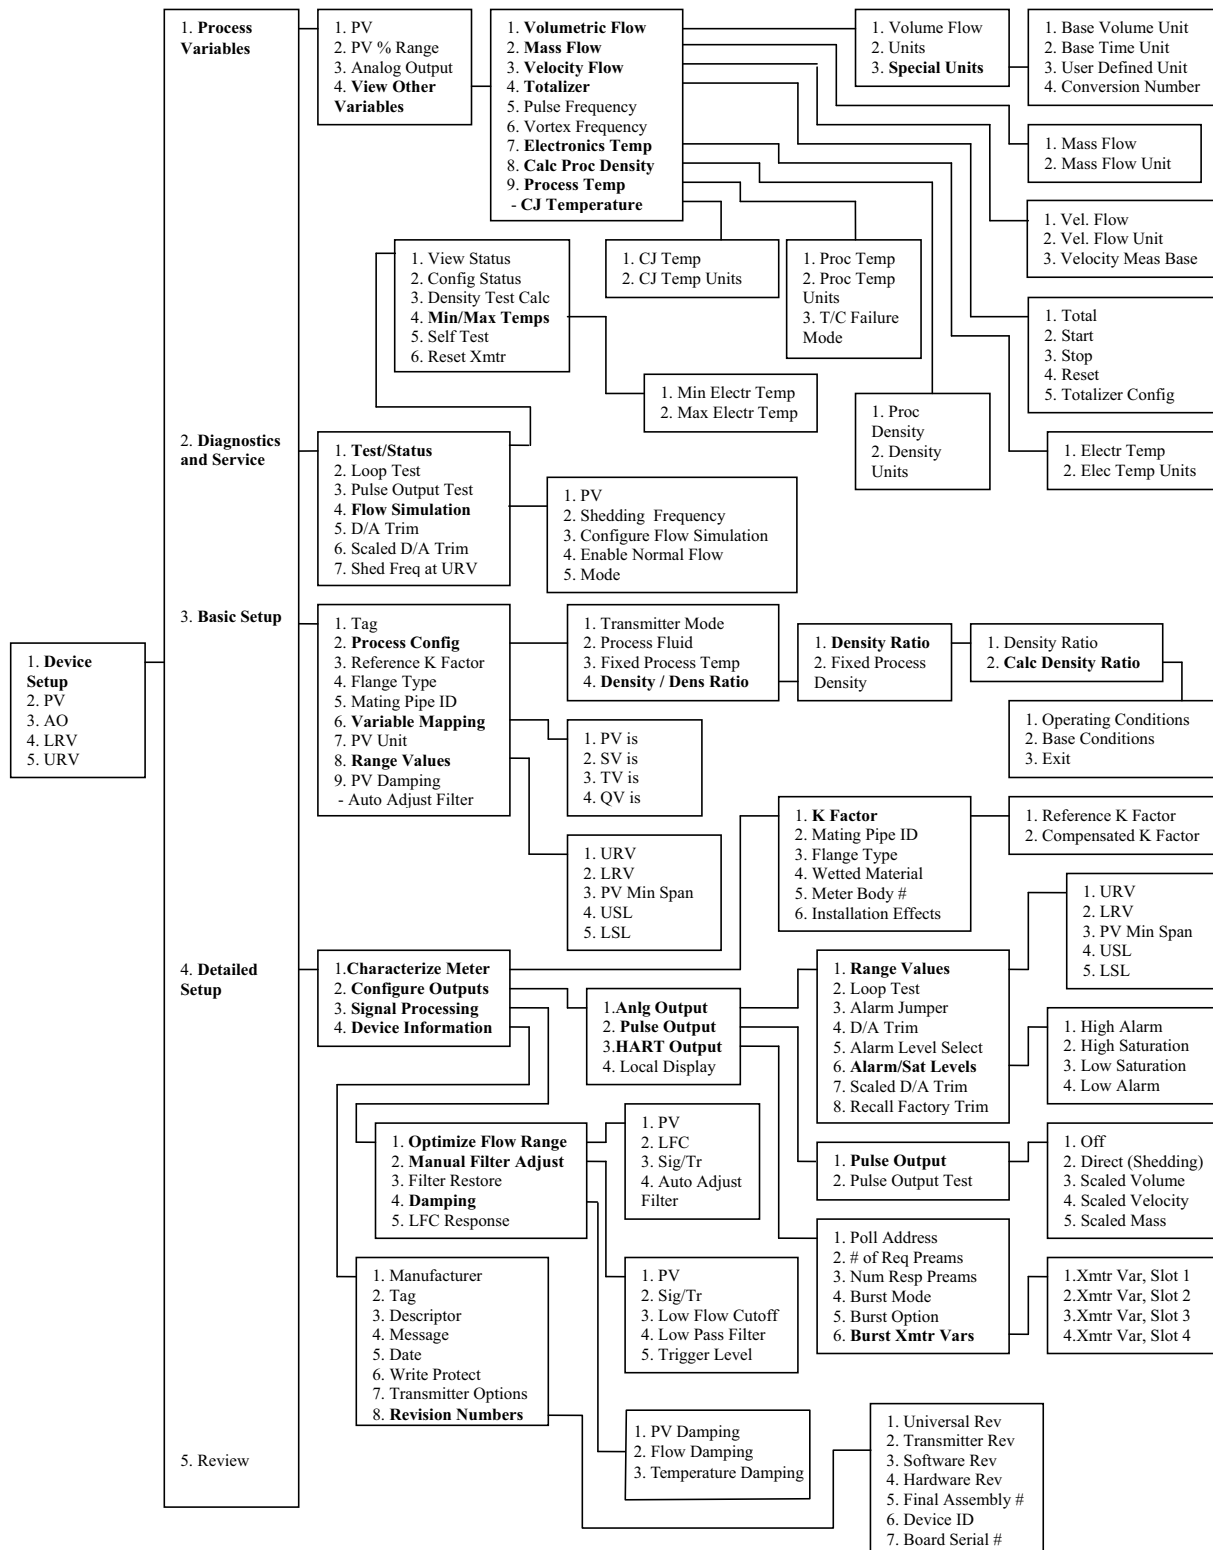 1. Device
Setup
2. PV
3. AO
4. LRV
5. URV
1. Process
Variables
2. Diagnostics
and Service
3. Basic Setup
4. Detailed
Setup
5. Review
1. PV
2. PV % Range
3. Analog Output
4. View Other
Variables
1. Volumetric Flow
2. Mass Flow
3. Velocity Flow
4. Totalizer
5. Pulse Frequency
6. Vortex Frequency
7. Electronics Temp
8. Calc Proc Density
9. Process Temp
- CJ Temperature
1. Volume Flow
2. Units
3. Special Units
1. Base Volume Unit
2. Base Time Unit
3. User Defined Unit
4. Conversion Number
1. Mass Flow
2. Mass Flow Unit
1. Vel. Flow
2. Vel. Flow Unit
3. Velocity Meas Base
1. Total
2. Start
3. Stop
4. Reset
5. Totalizer Config
1. Electr Temp
2. Elec Temp Units
1. Proc
Density
2. Density
Units
1. Proc Temp
2. Proc Temp
Units
3. T/C Failure
Mode
1. CJ Temp
2. CJ Temp Units
1. View Status
2. Config Status
3. Density Test Calc
4. Min/Max Temps
5. Self Test
6. Reset Xmtr
1. Min Electr Temp
2. Max Electr Temp
1. Test/Status
2. Loop Test
3. Pulse Output Test
4. Flow Simulation
5. D/A Trim
6. Scaled D/A Trim
7. Shed Freq at URV
1. PV
2. Shedding Frequency
3. Configure Flow Simulation
4. Enable Normal Flow
5. Mode
1. Tag
2. Process Config
3. Reference K Factor
4. Flange Type
5. Mating Pipe ID
6. Variable Mapping
7. PV Unit
8. Range Values
9. PV Damping
- Auto Adjust Filter
1. Transmitter Mode
2. Process Fluid
3. Fixed Process Temp
4. Density / Dens Ratio
1. Density Ratio
2. Fixed Process
Density
1. Density Ratio
2. Calc Density Ratio
1. Operating Conditions
2. Base Conditions
3. Exit
1. PV is
2. SV is
3. TV is
4. QV is
1. URV
2. LRV
3. PV Min Span
4. USL
5. LSL
1.Characterize Meter
2. Configure Outputs
3. Signal Processing
4. Device Information
1. K Factor
2. Mating Pipe ID
3. Flange Type
4. Wetted Material
5. Meter Body #
6. Installation Effects
1. Reference K Factor
2. Compensated K Factor
1.Anlg Output
2. Pulse Output
3.HART Output
4. Local Display
1. Range Values
2. Loop Test
3. Alarm Jumper
4. D/A Trim
5. Alarm Level Select
6. Alarm/Sat Levels
7. Scaled D/A Trim
8. Recall Factory Trim
1. URV
2. LRV
3. PV Min Span
4. USL
5. LSL
1. High Alarm
2. High Saturation
3. Low Saturation
4. Low Alarm
1. Pulse Output
2. Pulse Output Test
1. Off
2. Direct (Shedding)
3. Scaled Volume
4. Scaled Velocity
5. Scaled Mass
1. Poll Address
2. # of Req Preams
3. Num Resp Preams
4. Burst Mode
5. Burst Option
6. Burst Xmtr Vars
1.Xmtr Var, Slot 1
2.Xmtr Var, Slot 2
3.Xmtr Var, Slot 3
4.Xmtr Var, Slot 4
1. Optimize Flow Range
2. Manual Filter Adjust
3. Filter Restore
4. Damping
5. LFC Response
1. PV
2. LFC
3. Sig/Tr
4. Auto Adjust
Filter
1. PV
2. Sig/Tr
3. Low Flow Cutoff
4. Low Pass Filter
5. Trigger Level
1. PV Damping
2. Flow Damping
3. Temperature Damping
1. Manufacturer
2. Tag
3. Descriptor
4. Message
5. Date
6. Write Protect
7. Transmitter Options
8. Revision Numbers
1. Universal Rev
2. Transmitter Rev
3. Software Rev
4. Hardware Rev
5. Final Assembly #
6. Device ID
7. Board Serial #